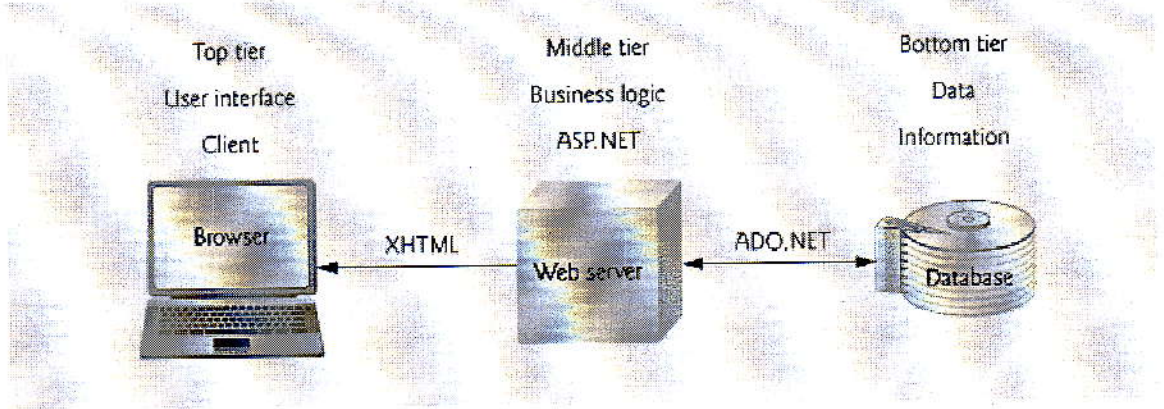 Top tier
User interface
Client
Middle tier
Business logic
ASP.NET
Bottom tier
Data
Information
Browser
XHTML
Web server
ADO.NET
Database